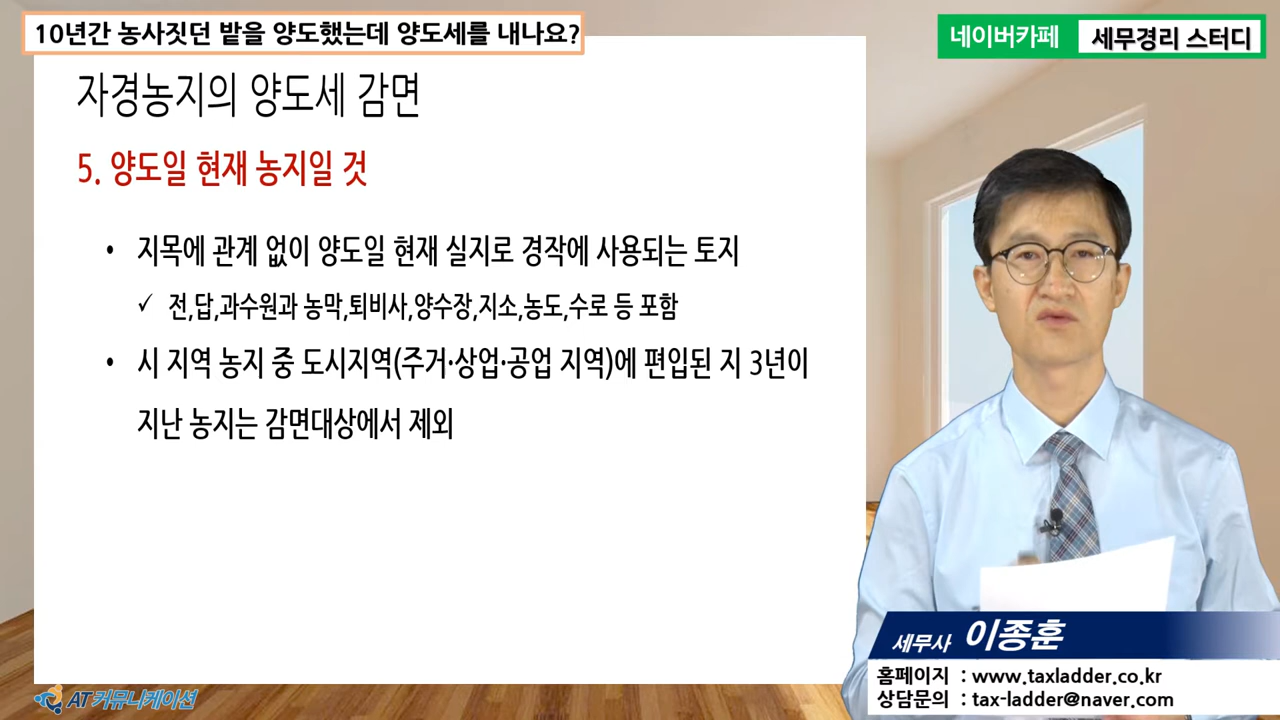 10년간 농사짓던 밭을 양도했는데 양도세를 내나요?
네이버카페 세무경리 스터디
자경농지의 양도세 감면
5. 양도일 현재 농지일 것
• 지목에 관계 없이 양도일 현재 실지로 경작에 사용되는 토지
✓ 전,답,과수원과 농막,퇴비사,양수장,지소,농도,수로 등 포함
• 시 지역 농지 중 도시지역(주거·상업·공업 지역)에 편입된 지 3년이
지난 농지는 감면대상에서 제외
세무사 이종훈
홈페이지 : www.taxladder.co.kr
상담문의 : tax-ladder@naver.com
AT커뮤니케이션